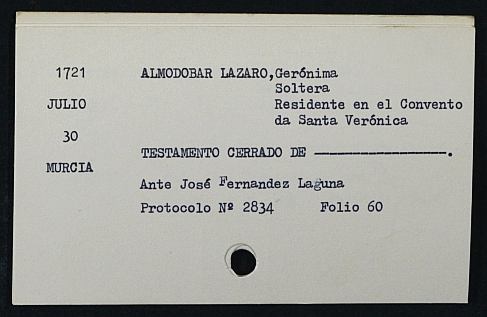 1721 ALMODOBAR LAZARO, Gerónima
Soltera
JULIO Residente en el Convento
da Santa Verónica
30
TESTAMENTO CERRADO DE ——————————.
MURCIA
Ante José Fernandez Laguna
Protocolo Nº 2834 Folio 60